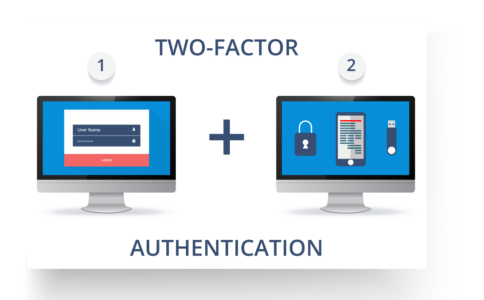 TWO-FACTOR
1
2
User Name
+
AUTHENTICATION